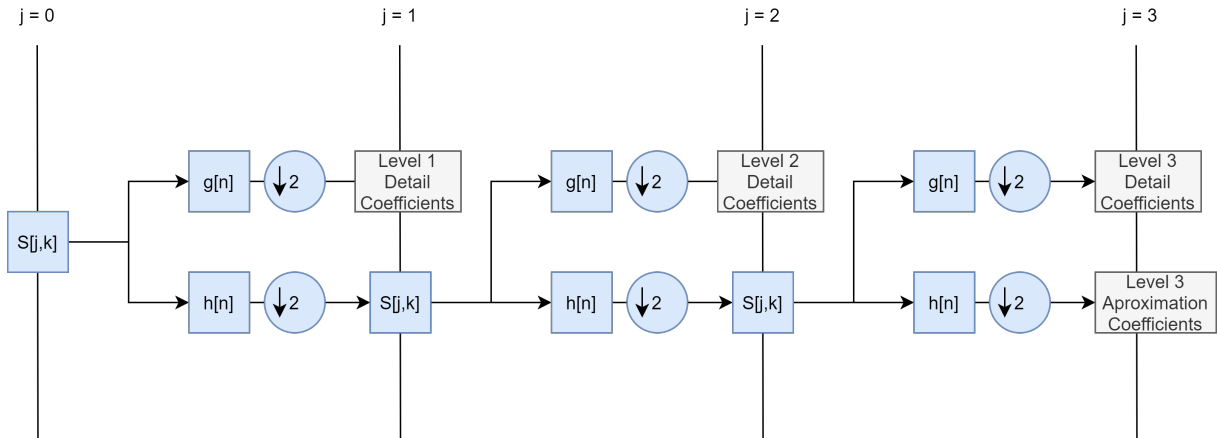 j = 0
j = 1
j = 2
j = 3
g[n]
2
Level 1
Detail
Coefficients
g[n]
2
Level 2
Detail
Coefficients
g[n]
2
Level 3
Detail
Coefficients
S[j,k]
h[n]
2
S[j,k]
h[n]
2
S[j,k]
h[n]
2
Level 3
Aproximation
Coefficients